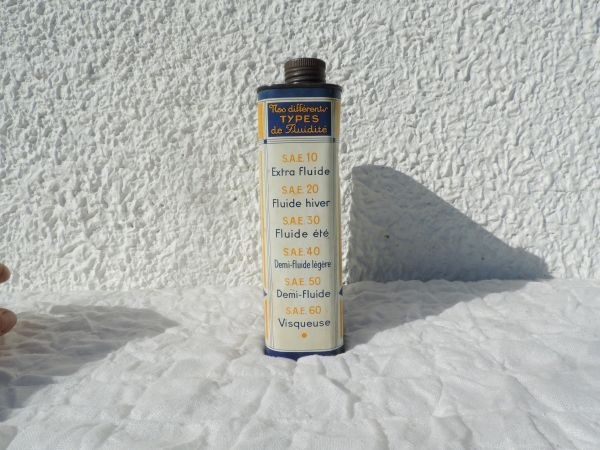 Nos différents
TYPES
de Fluidité
S.A.E. 10
Extra Fluide
S.A.E. 20
Fluide hiver
S.A.E. 30
Fluide été
S.A.E. 40
Demi-fluide légère
S.A.E. 50
Demi-Fluide
S.A.E. 60
Visqueuse